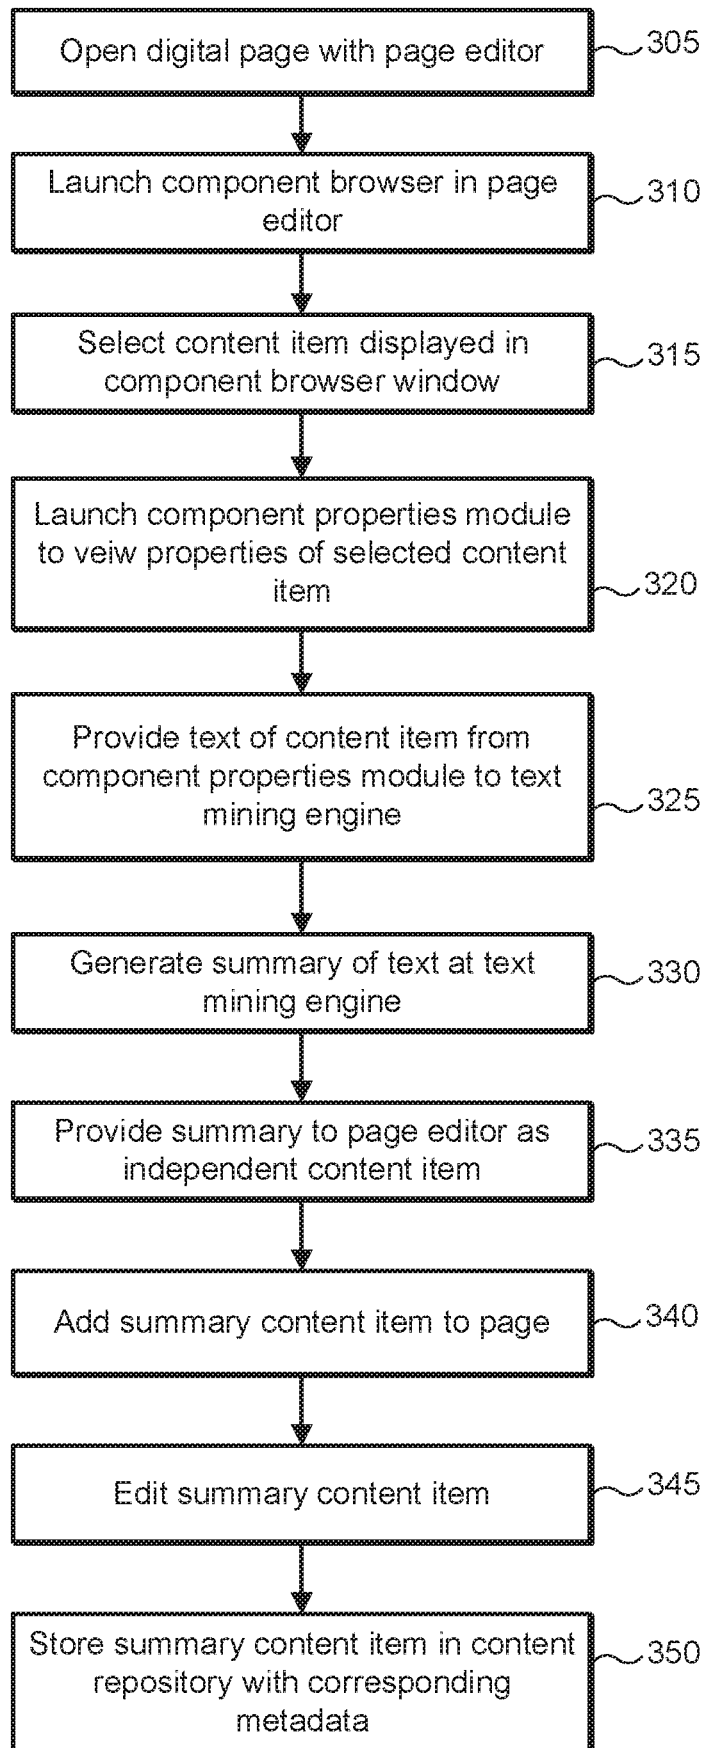 Open digital page with page editor
305
Launch component browser in page
editor
310
Select content item displayed in
component browser window
315
Launch component properties module
to veiw properties of selected content
item
320
Provide text of content item from
component properties module to text
mining engine
325
Generate summary of text at text
mining engine
330
Provide summary to page editor as
independent content item
335
Add summary content item to page
340
Edit summary content item
345
Store summary content item in content
repository with corresponding
metadata
350